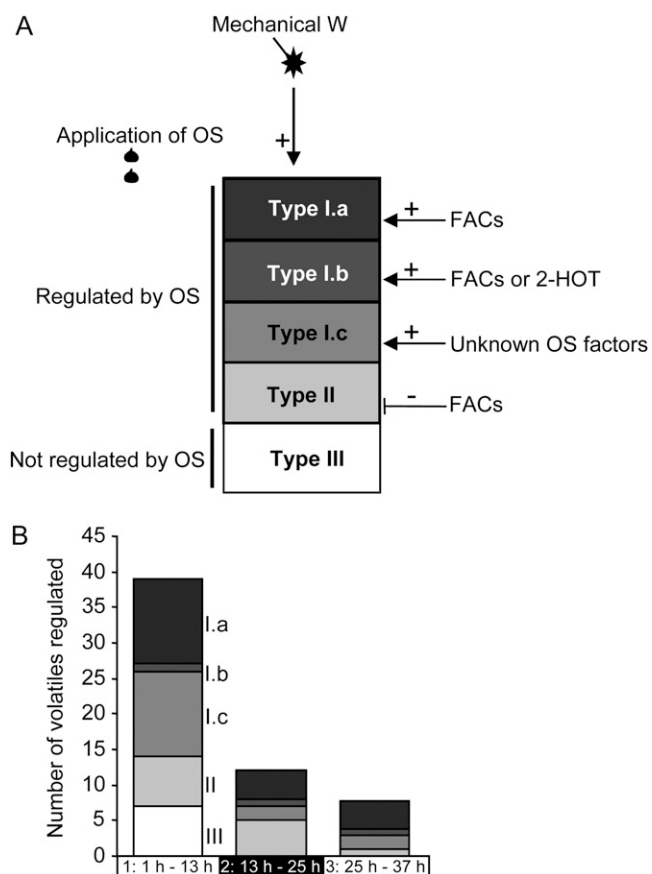 A
Mechanical W
+
Application of OS
Type I.a
+
FACs
Regulated by OS
Type I.b
+
FACs or 2-HOT
Type I.c
+
Unknown OS factors
Type II
-
FACs
Not regulated by OS
Type III
B
Number of volatiles regulated
45
40
35
30
25
20
15
10
5
0
I.a
I.b
I.c
II
III
1: 1 h - 13 h
2: 13 h - 25 h
3: 25 h - 37 h